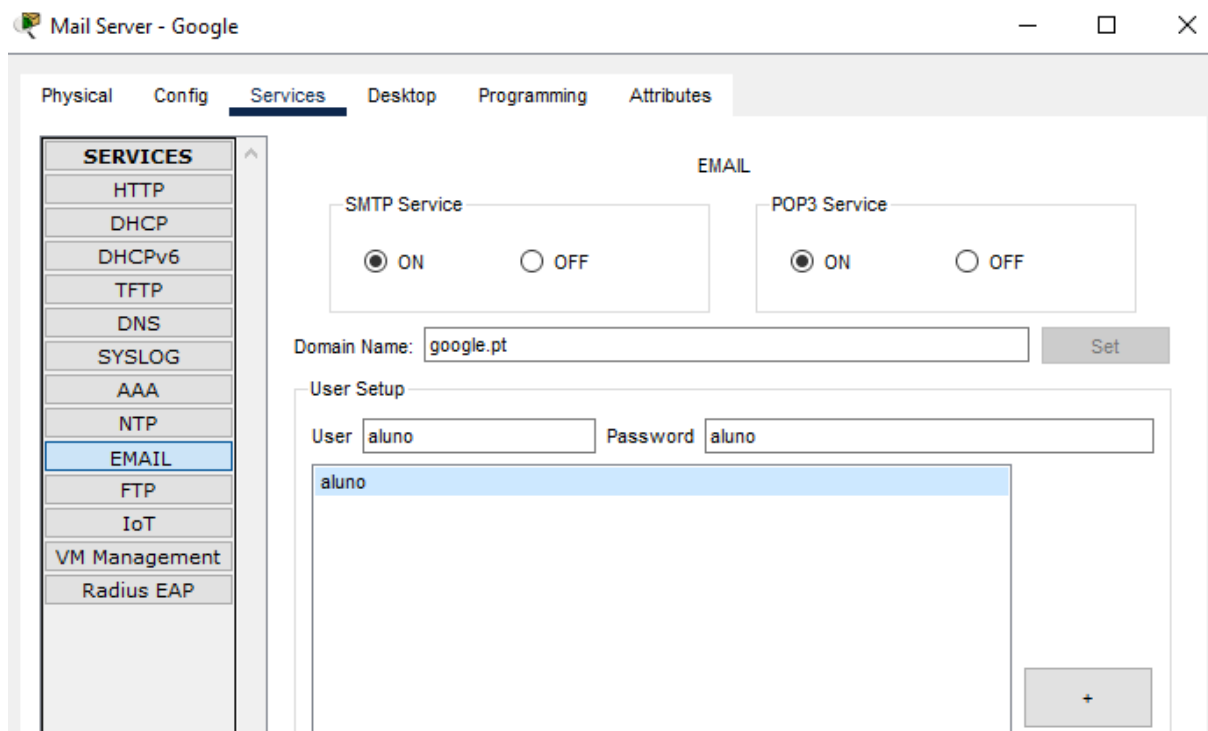 Mail Server - Google
Physical Config Services Desktop Programming Attributes
SERVICES
HTTP
DHCP
DHCPv6
TFTP
DNS
SYSLOG
AAA
NTP
EMAIL
FTP
IoT
VM Management
Radius EAP
EMAIL
SMTP Service
ON OFF
POP3 Service
ON OFF
Domain Name: google.pt Set
User Setup
User aluno Password aluno
aluno
+